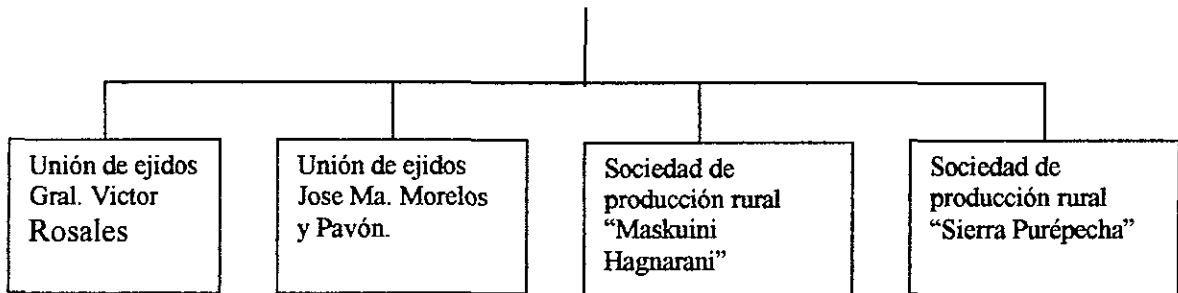 Unión de ejidos
Gral. Victor
Rosales
Unión de ejidos
Jose Ma. Morelos
y Pavón.
Sociedad de
producción rural
“Maskuini
Hagnarani”
Sociedad de
producción rural
“Sierra Purépecha”